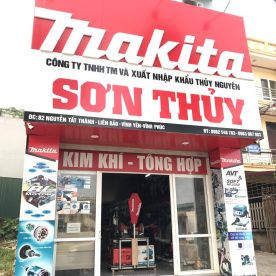 makita
CÔNG TY TNHH TM VÀ XUẤT NHẬP KHẨU THỦY NGUYÊN
SƠN THỦY
ĐC: 82 NGUYỄN TẤT THÀNH - LIÊN BẢO - VĨNH YÊN - VĨNH PHÚC
KIM KHÍ - TỔNG HỢP
makita
makita
AVT